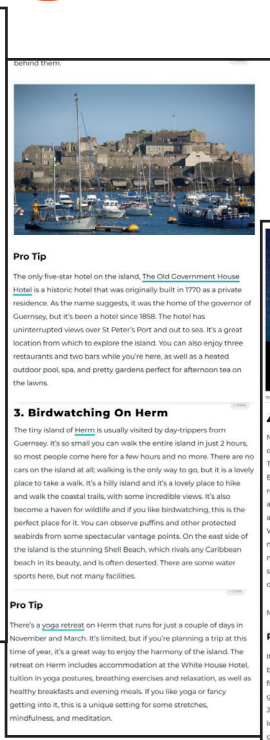 behind them.
Pro Tip
The only five-star hotel on the island, The Old Government House
Hotel is a historic hotel that was originally built in 1770 as a private
residence. As the name suggests, it was the home of the governor of
Guernsey, but it's been a hotel since 1858. The hotel has
uninterrupted views over St Peter's Port and out to sea. It's a great
location from which to explore the island. You can also enjoy three
restaurants and two bars while you're here, as well as a heated
outdoor pool, spa, and pretty gardens perfect for afternoon tea on
the lawns.
3. Birdwatching On Herm
The tiny island of Herm is usually visited by day-trippers from
Guernsey. It's so small you can walk the entire island in just 2 hours,
so most people come here for a few hours and no more. There are no
cars on the island at all; walking is the only way to go, but it is a lovely
place to take a walk. It's a hilly island and it's a lovely place to hike
and walk the coastal trails, with some incredible views. It's also
become a haven for wildlife and if you like birdwatching, this is the
perfect place for it. You can observe puffins and other protected
seabirds from some spectacular vantage points. On the east side of
the island is the stunning Shell Beach, which rivals any Caribbean
beach in its beauty, and is often deserted. There are some water
sports here, but not many facilities.
Pro Tip
There's a yoga retreat on Herm that runs for just a couple of days in
November and March. It's limited, but if you're planning a trip at this
time of year, it's a great way to enjoy the harmony of the island. The
retreat on Herm includes accommodation at the White House Hotel,
tuition in yoga postures, breathing exercises and relaxation, as well as
healthy breakfasts and evening meals. If you like yoga or fancy
getting into it, this is a unique setting for some stretches,
mindfulness, and meditation.